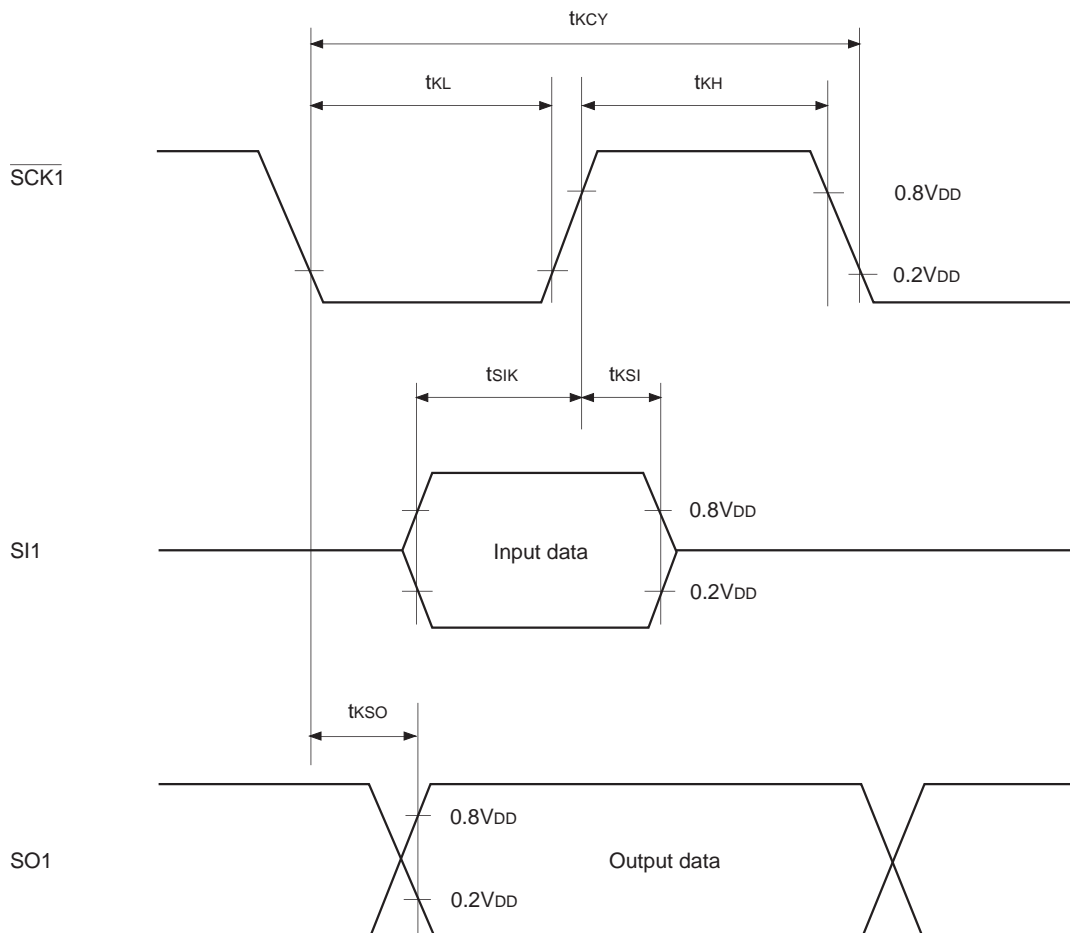 tKCY
tKL
tKH
SCK1
0.8VDD
0.2VDD
tSIK
tKSI
SI1
0.8VDD
Input data
0.2VDD
tKSO
0.8VDD
SO1
Output data
0.2VDD